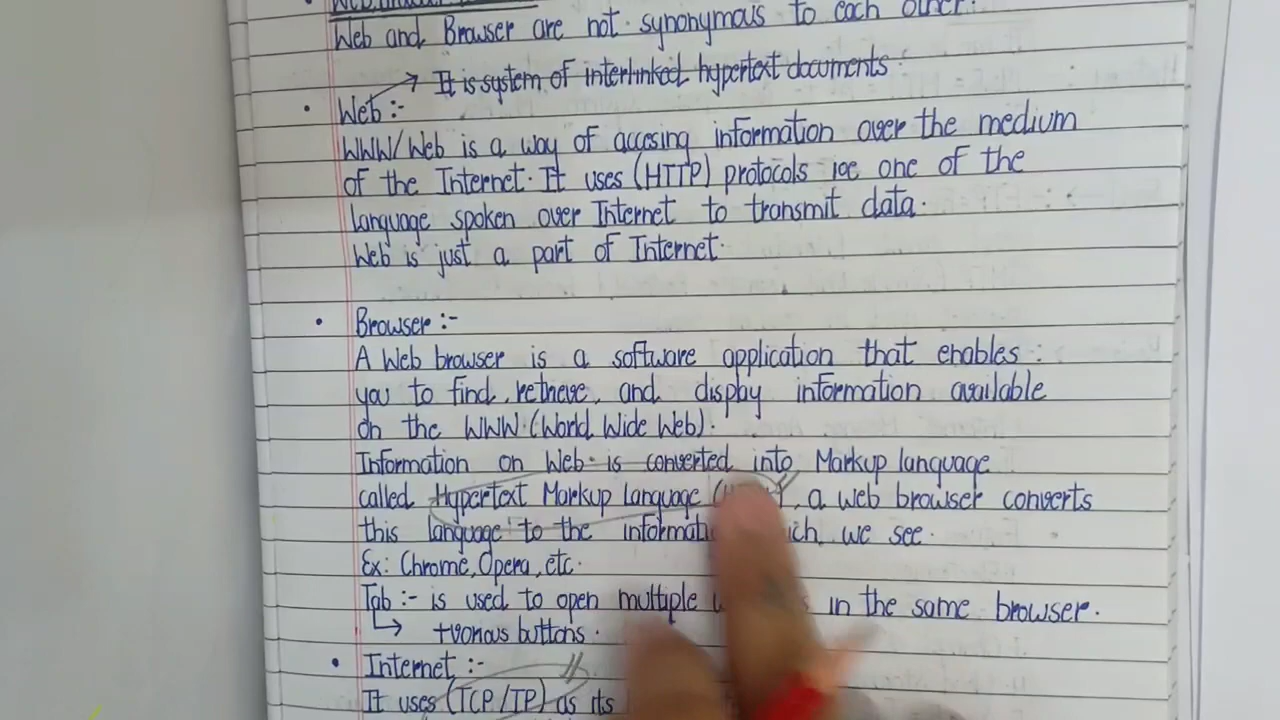 Web and Browser are not synonymous to each other.
→ It is system of interlinked hypertext documents.
• Web :-
WWW/Web is a way of accesing information over the medium
of the Internet. It uses (HTTP) protocols ice one of the
language spoken over Internet to transmit data.
Web is just a part of Internet.
• Browser :-
A Web browser is a software application that enables :
you to find, retrieve, and display information available
on the WWW (World Wide Web).
Information on Web is converted into Markup language
called Hypertext Markup Language ( , a web browser converts
this language to the we see.
Ex: Chrome, Opera, etc.
Tab :- is used to open multiple in the same browser.
↳ +various buttons.
• Internet :-
It uses (TCP/IP) as its